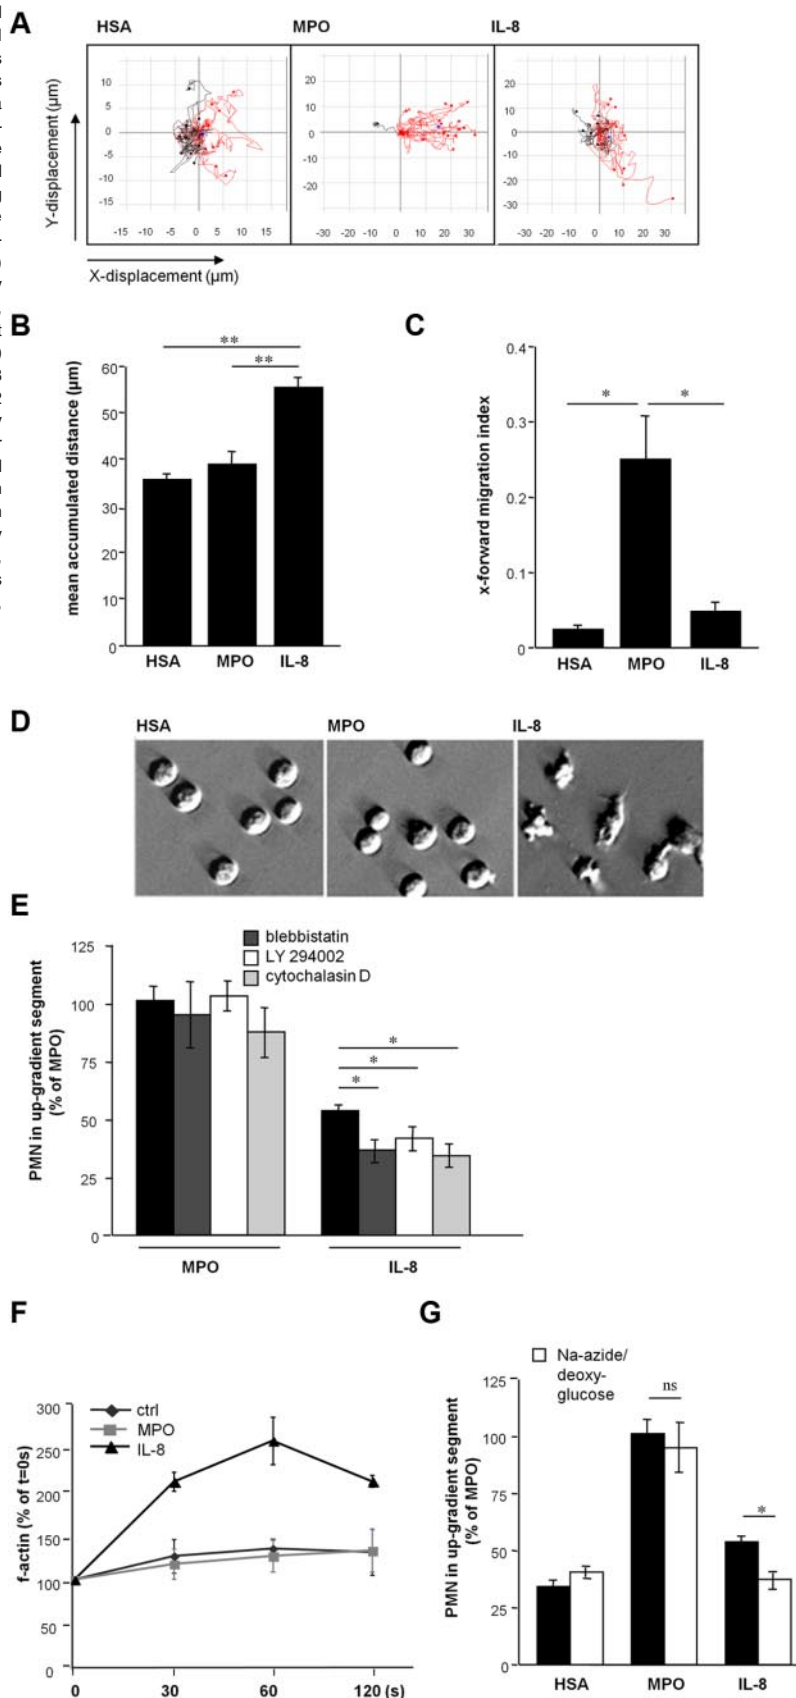 A
HSA MPO IL-8
Y-displacement (µm)
10
5
0
-5
-10
-15
-15 -10 -5 0 5 10 15
20
10
0
-10
-20
-30 -20 -10 0 10 20 30
20
10
0
-10
-20
-30
-30 -20 -10 0 10 20 30
X-displacement (µm)
B
mean accumulated distance (µm)
60
50
40
30
20
10
0
**
**
HSA MPO IL-8
C
x-forward migration index
0.4
0.3
0.2
0.1
0
* *
HSA MPO IL-8
D
HSA MPO IL-8
E
blebbistatin
LY 294002
cytochalasin D
PMN in up-gradient segment
(% of MPO)
125
100
75
50
25
0
*
*
*
MPO IL-8
F
ctrl
MPO
IL-8
f-actin (% of t=0s)
300
250
200
150
100
50
0
0 30 60 120 (s)
G
Na-azide/
deoxy-
glucose
PMN in up-gradient segment
(% of MPO)
125
100
75
50
25
0
ns
*
HSA MPO IL-8